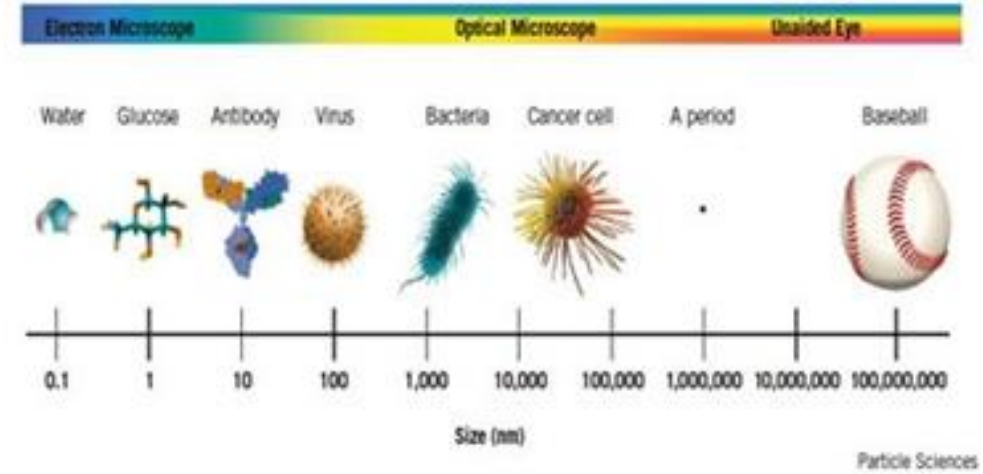 Electron Microscope Optical Microscope Unaided Eye
Water Glucose Antibody Virus Bacteria Cancer cell A period Baseball
0.1 1 10 100 1,000 10,000 100,000 1,000,000 10,000,000 100,000,000
Size (nm)
Particle Sciences